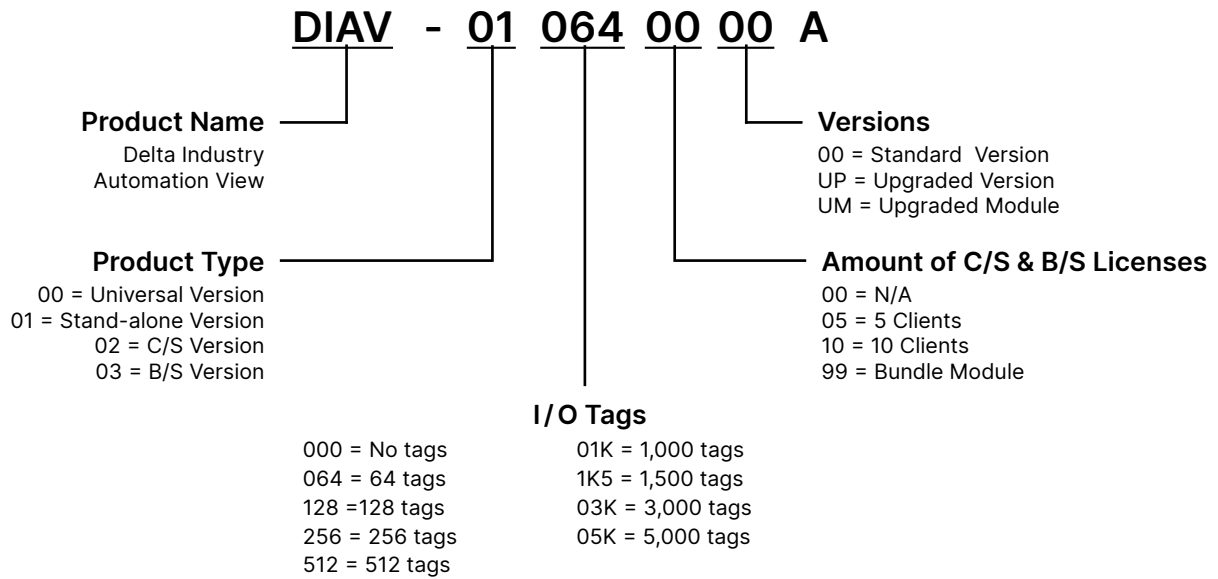 DIAV - 01 064 00 00 A
Product Name
Delta Industry
Automation View
Versions
00 = Standard Version
UP = Upgraded Version
UM = Upgraded Module
Product Type
00 = Universal Version
01 = Stand-alone Version
02 = C/S Version
03 = B/S Version
Amount of C/S & B/S Licenses
00 = N/A
05 = 5 Clients
10 = 10 Clients
99 = Bundle Module
I/O Tags
000 = No tags
064 = 64 tags
128 =128 tags
256 = 256 tags
512 = 512 tags
01K = 1,000 tags
1K5 = 1,500 tags
03K = 3,000 tags
05K = 5,000 tags